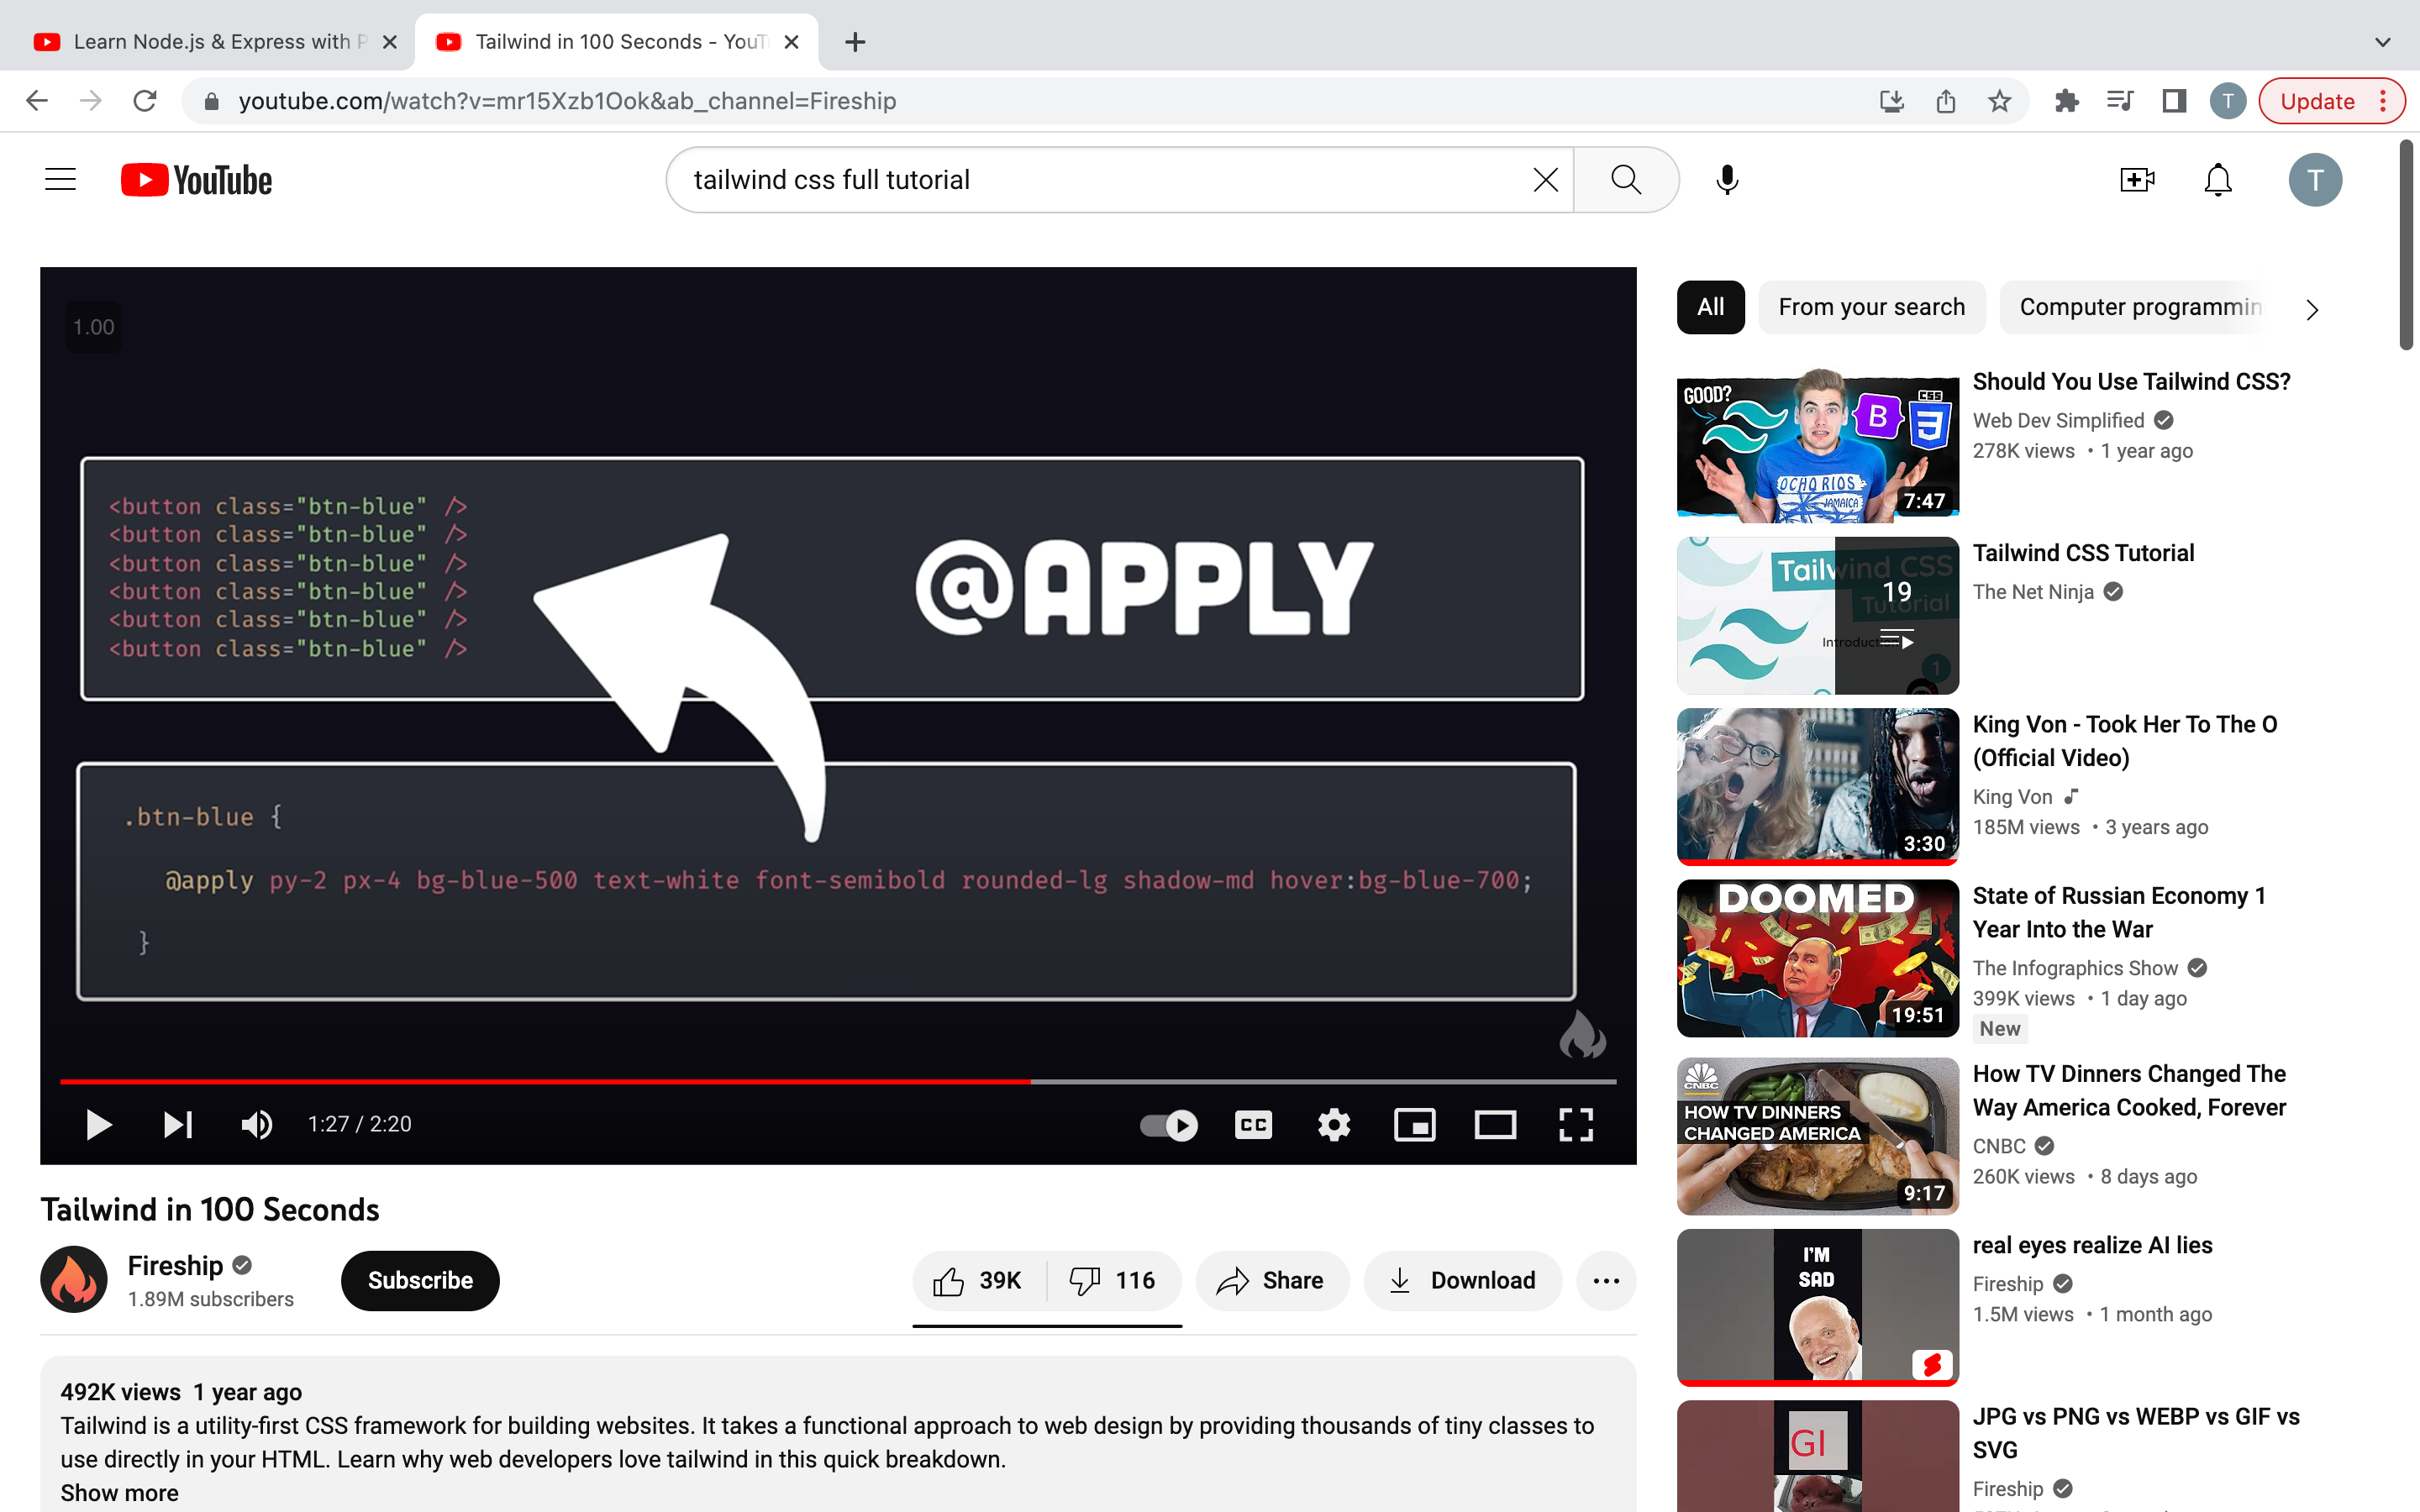 Learn Node.js & Express with P
Tailwind in 100 Seconds - YouT
youtube.com/watch?v=mr15Xzb1Ook&ab_channel=Fireship
T
Update
YouTube
tailwind css full tutorial
T
1.00
<button class="btn-blue" />
<button class="btn-blue" />
<button class="btn-blue" />
<button class="btn-blue" />
<button class="btn-blue" />
<button class="btn-blue" />
@APPLY
.btn-blue {
@apply py-2 px-4 bg-blue-500 text-white font-semibold rounded-lg shadow-md hover:bg-blue-700;
}
1:27 / 2:20
CC
Tailwind in 100 Seconds
Fireship
1.89M subscribers
Subscribe
39K
116
Share
Download
492K views 1 year ago
Tailwind is a utility-first CSS framework for building websites. It takes a functional approach to web design by providing thousands of tiny classes to
use directly in your HTML. Learn why web developers love tailwind in this quick breakdown.
Show more
All
From your search
Computer programmin
GOOD?
B
CSS
3
OCHO RIOS
JAMAICA
7:47
Should You Use Tailwind CSS?
Web Dev Simplified
278K views • 1 year ago
Tailwind CSS
Tutorial
19
1
Tailwind CSS Tutorial
The Net Ninja
3:30
King Von - Took Her To The O
(Official Video)
King Von
185M views • 3 years ago
DOOMED
19:51
State of Russian Economy 1
Year Into the War
The Infographics Show
399K views • 1 day ago
New
CNBC
HOW TV DINNERS
CHANGED AMERICA
9:17
How TV Dinners Changed The
Way America Cooked, Forever
CNBC
260K views • 8 days ago
I'M
SAD
real eyes realize AI lies
Fireship
1.5M views • 1 month ago
GI
JPG vs PNG vs WEBP vs GIF vs
SVG
Fireship